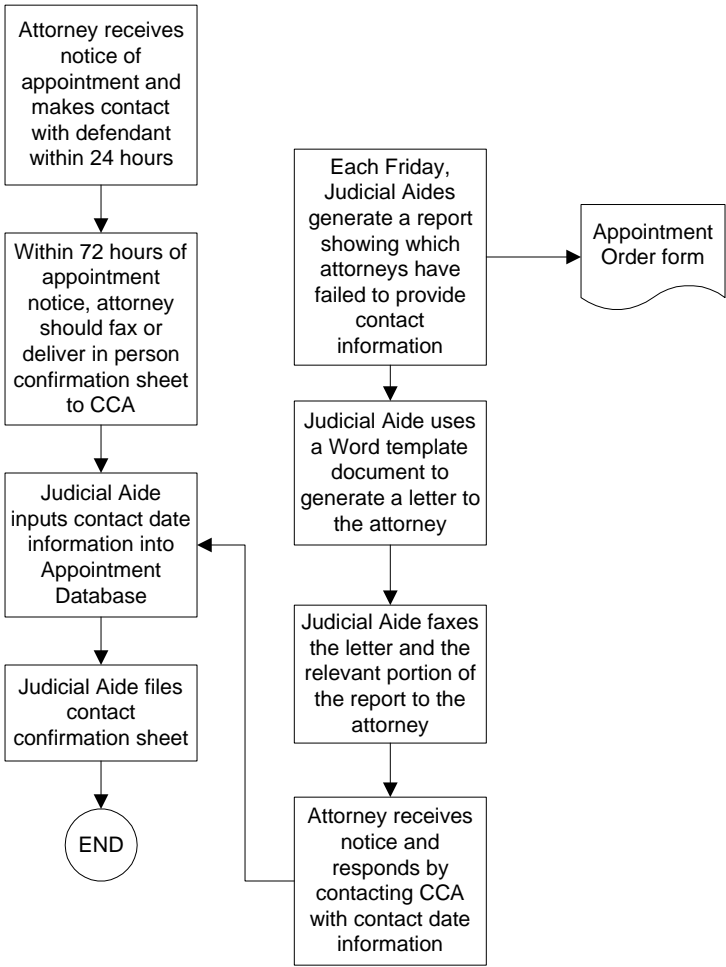 Attorney receives
notice of
appointment and
makes contact
with defendant
within 24 hours
Within 72 hours of
appointment
notice, attorney
should fax or
deliver in person
confirmation sheet
to CCA
Judicial Aide
inputs contact date
information into
Appointment
Database
Judicial Aide files
contact
confirmation sheet
END
Each Friday,
Judicial Aides
generate a report
showing which
attorneys have
failed to provide
contact
information
Appointment
Order form
Judicial Aide uses
a Word template
document to
generate a letter to
the attorney
Judicial Aide faxes
the letter and the
relevant portion of
the report to the
attorney
Attorney receives
notice and
responds by
contacting CCA
with contact date
information